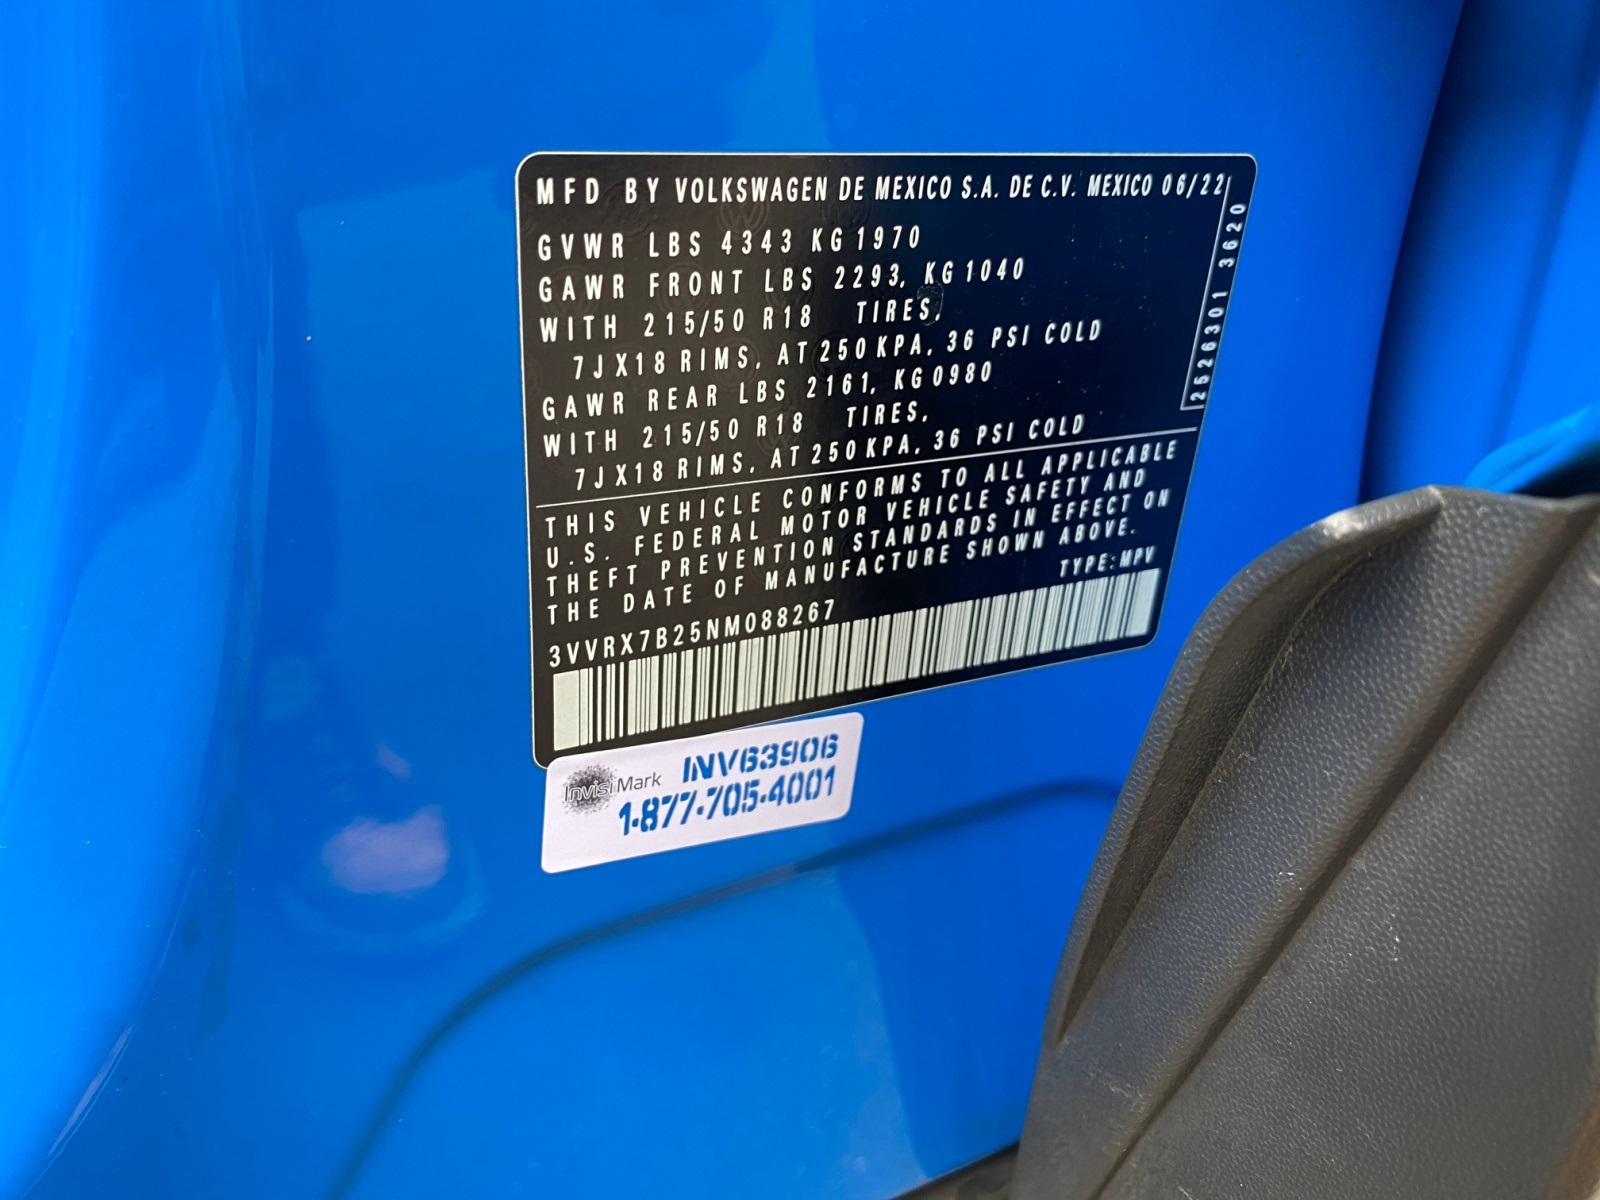 MFD BY VOLKSWAGEN DE MEXICO S.A. DE C.V. MEXICO 06/22
GVWR LBS 4343 KG 1970
GAWR FRONT LBS 2293, KG 1040
WITH 215/50 R18 TIRES,
7JX18 RIMS, AT 250 KPA, 36 PSI COLD
GAWR REAR LBS 2161, KG 0980
WITH 215/50 R18 TIRES,
7JX18 RIMS, AT 250 KPA, 36 PSI COLD
2526301 3620
THIS VEHICLE CONFORMS TO ALL APPLICABLE
U.S. FEDERAL MOTOR VEHICLE SAFETY AND
THEFT PREVENTION STANDARDS IN EFFECT ON
THE DATE OF MANUFACTURE SHOWN ABOVE.
TYPE:MPV
3VVRX7B25NM088267
InvisiMark INV63906
1-877-705-4001